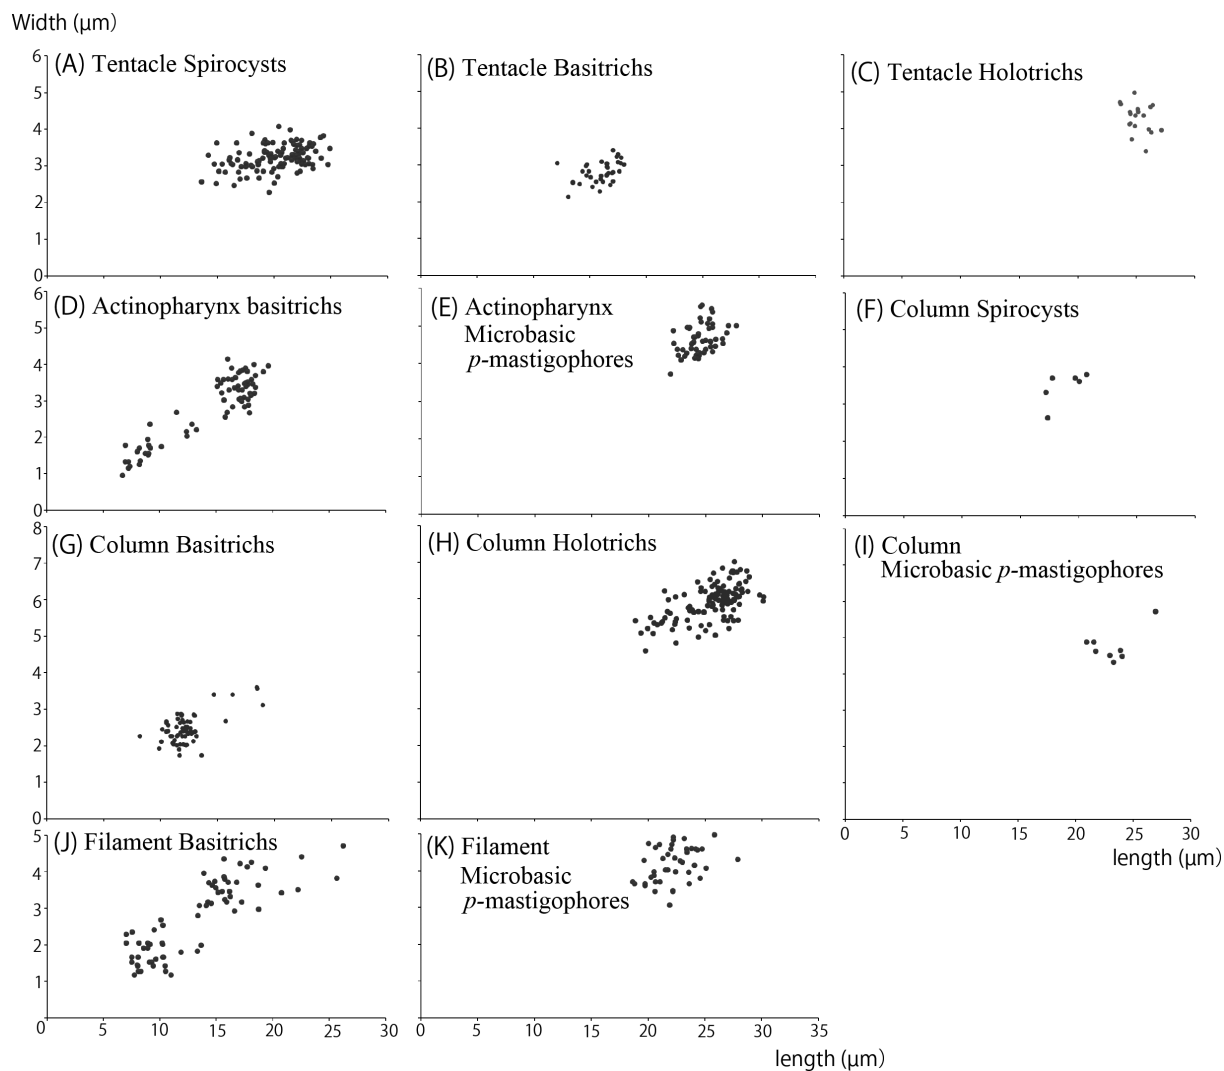 Width (μm)
(A) Tentacle Spirocysts
(B) Tentacle Basitrichs
(C) Tentacle Holotrichs
6
5
4
3
2
1
0
(D) Actinopharynx basitrichs
(E) Actinopharynx
Microbasic
p-mastigophores
(F) Column Spirocysts
6
5
4
3
2
1
0
(G) Column Basitrichs
(H) Column Holotrichs
(I) Column
Microbasic p-mastigophores
8
7
6
5
4
3
2
1
0
0 5 10 15 20 25 30
length (μm)
(J) Filament Basitrichs
(K) Filament
Microbasic
p-mastigophores
5
4
3
2
1
0
0 5 10 15 20 25 30
0 5 10 15 20 25 30 35
length (μm)